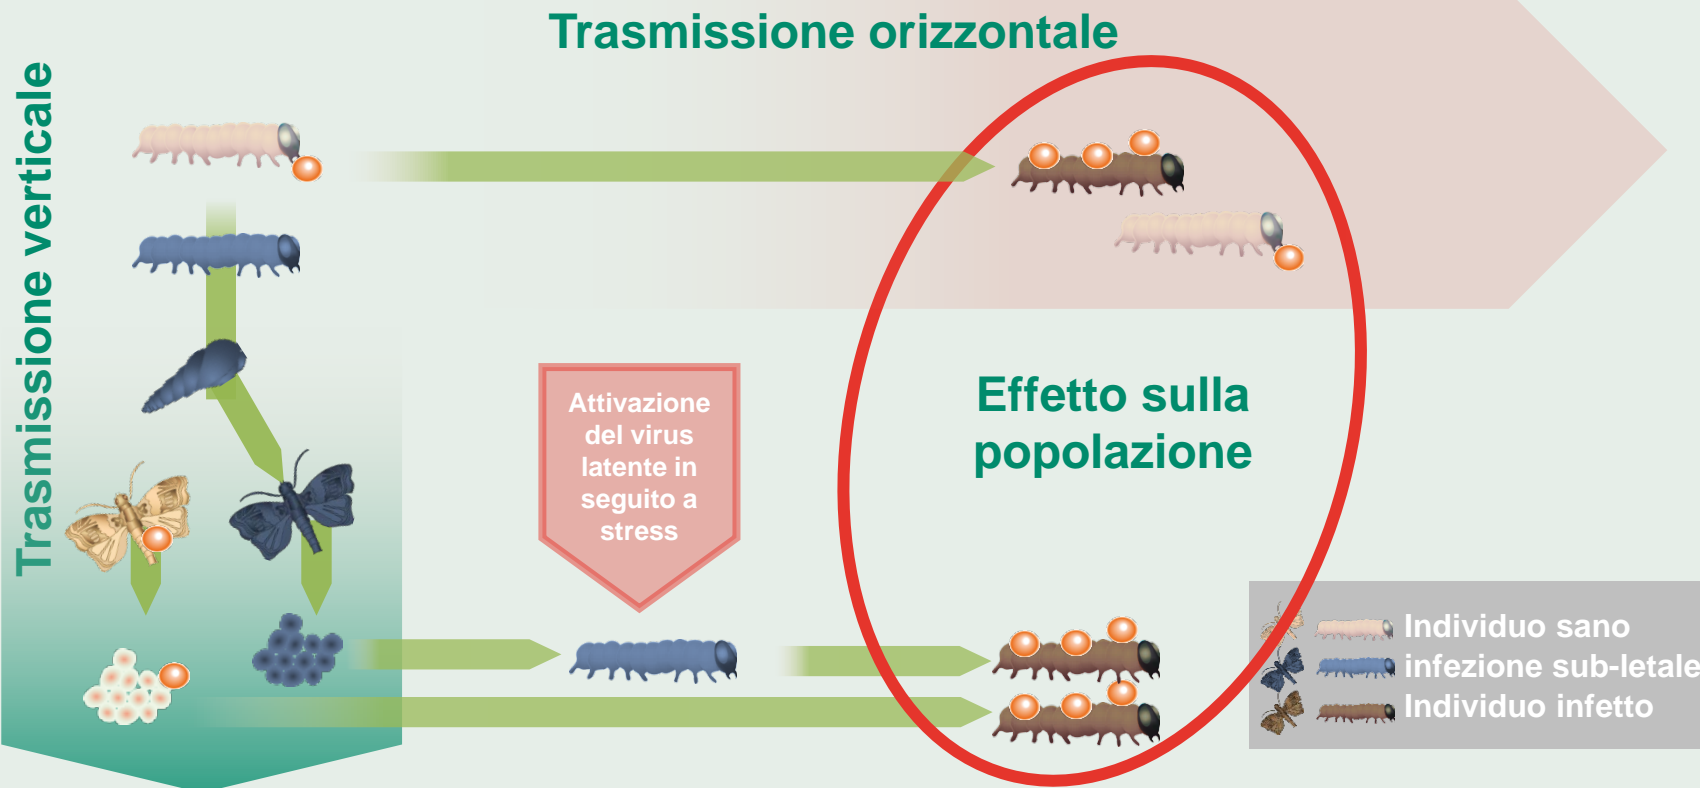 Trasmissione orizzontale
Trasmissione verticale
Attivazione
del virus
latente in
seguito a
stress
Effetto sulla
popolazione
Individuo sano
infezione sub-letale
Individuo infetto